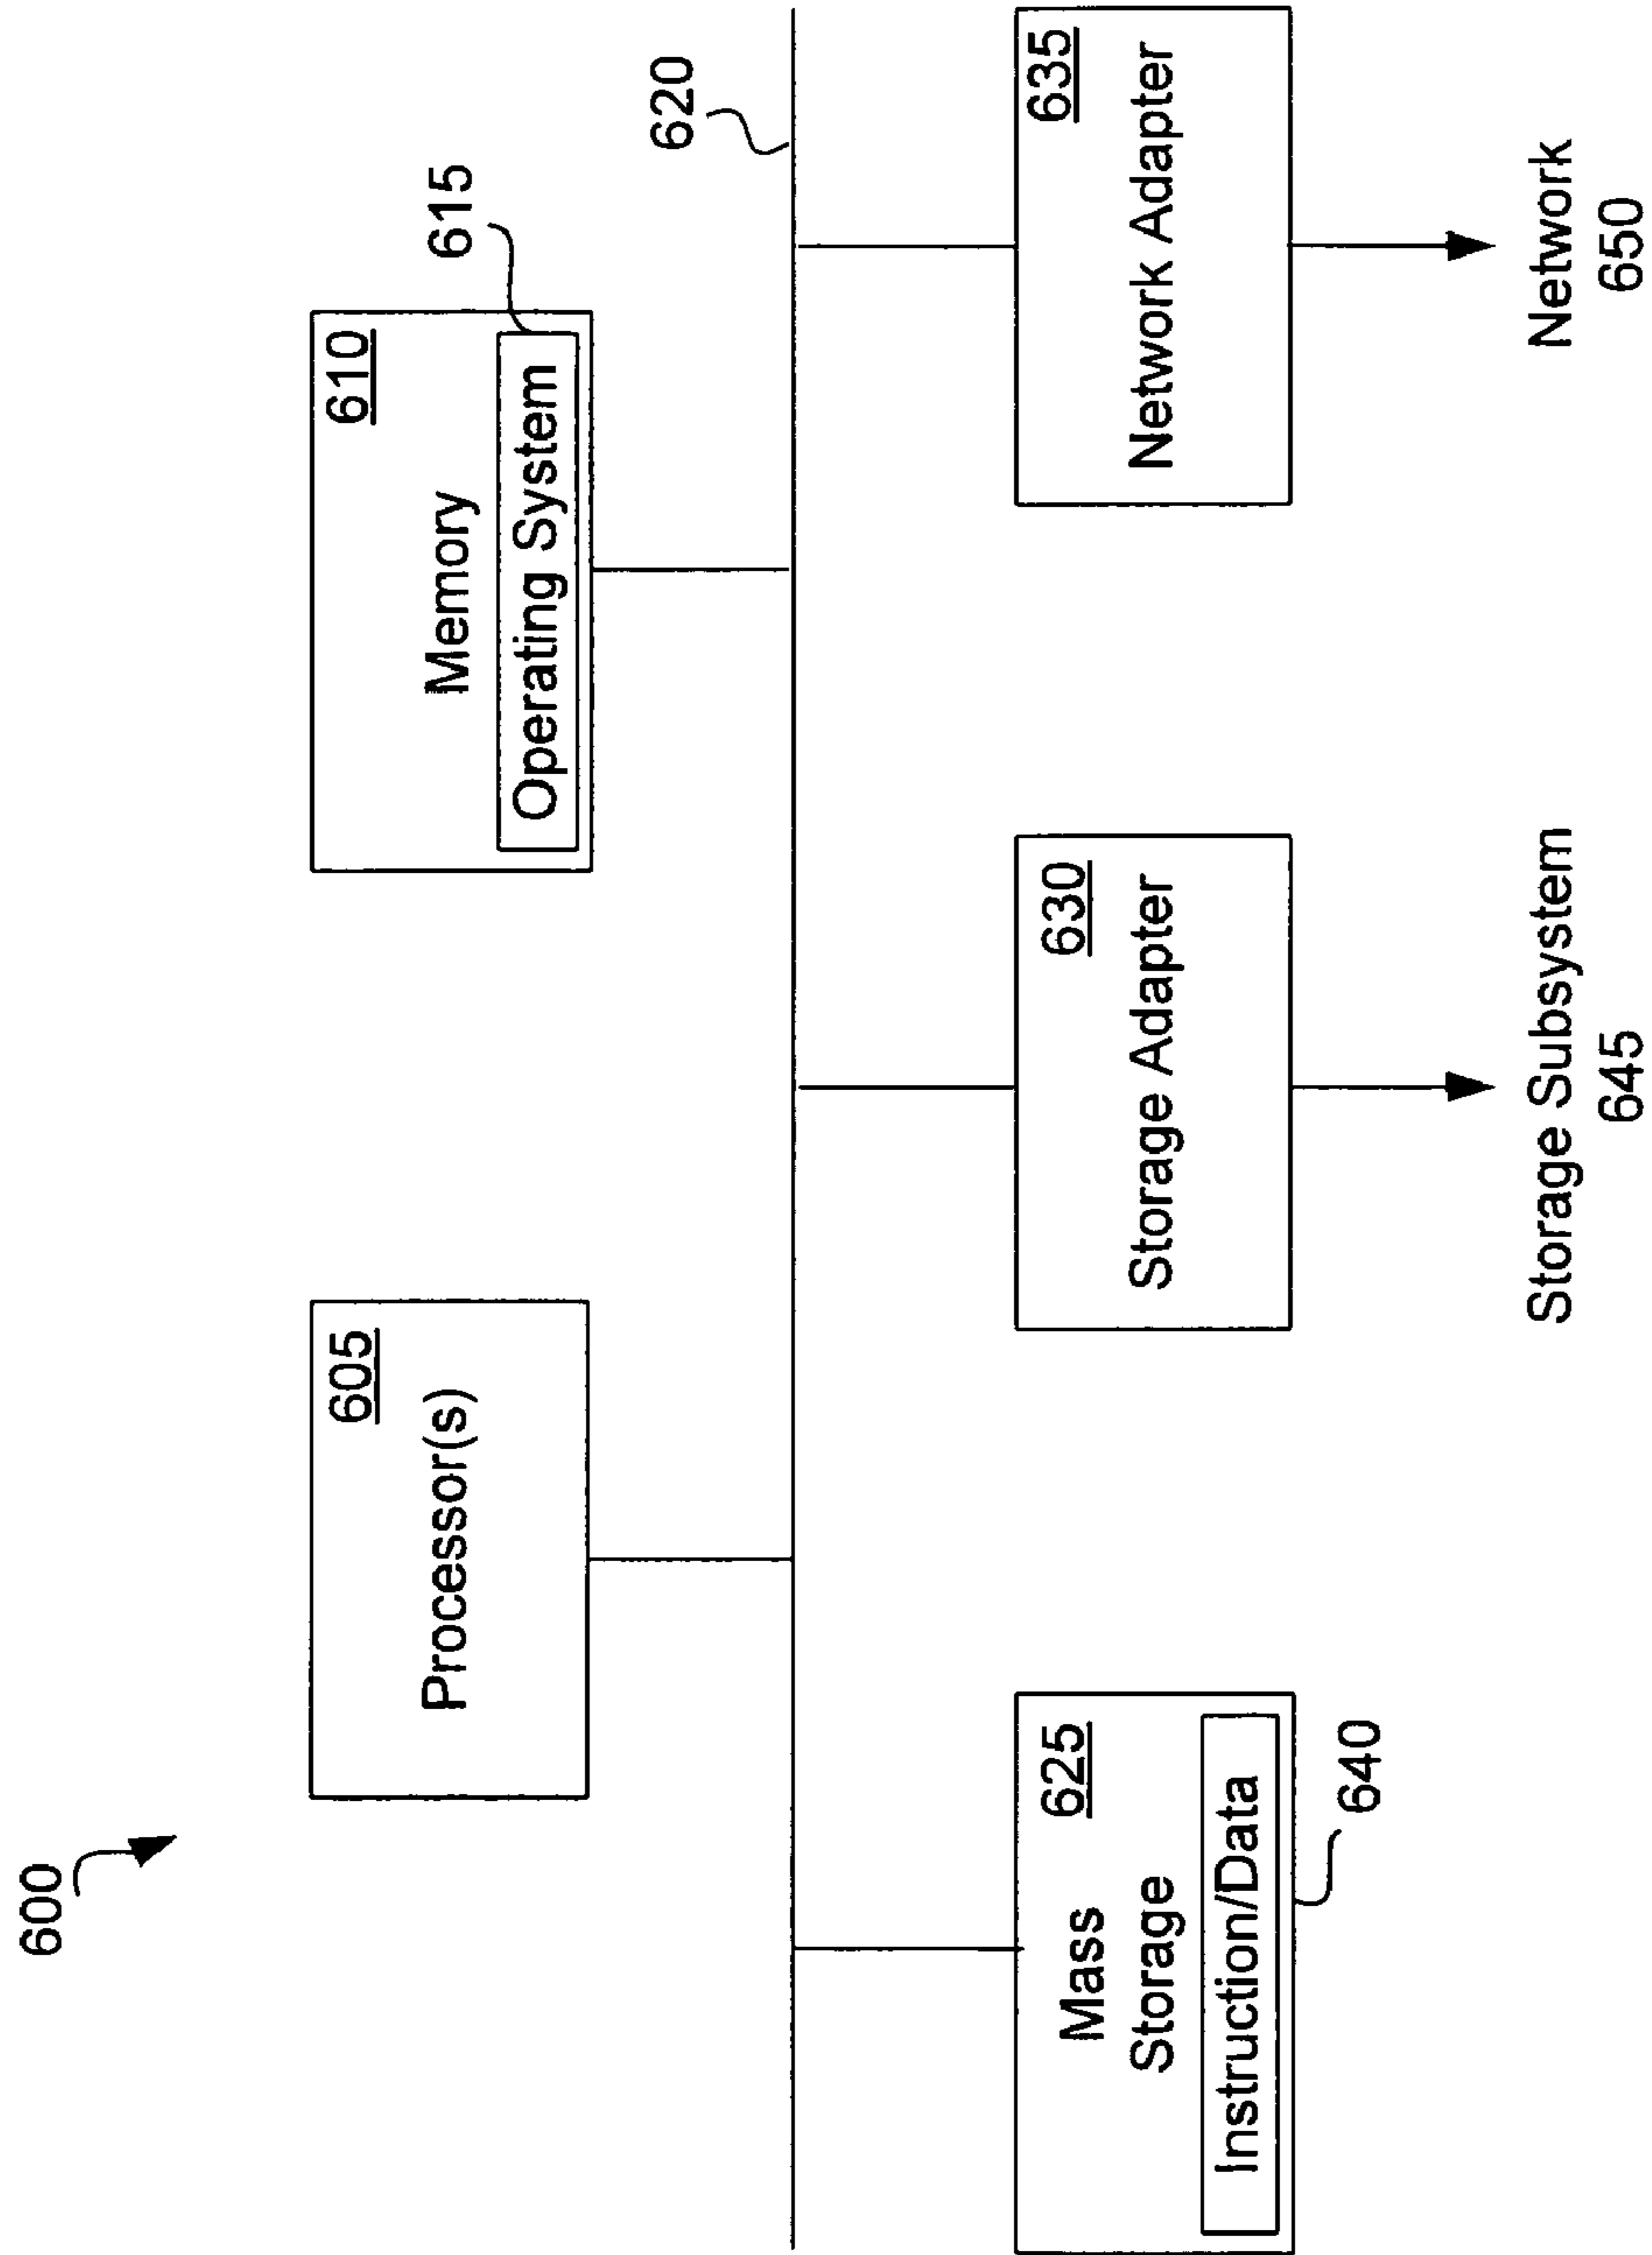 600
Processor(s)
605
Memory
610
Operating System
615
620
Mass
Storage
625
Instruction/Data
640
Storage Adapter
630
Network Adapter
635
Storage Subsystem
645
Network
650